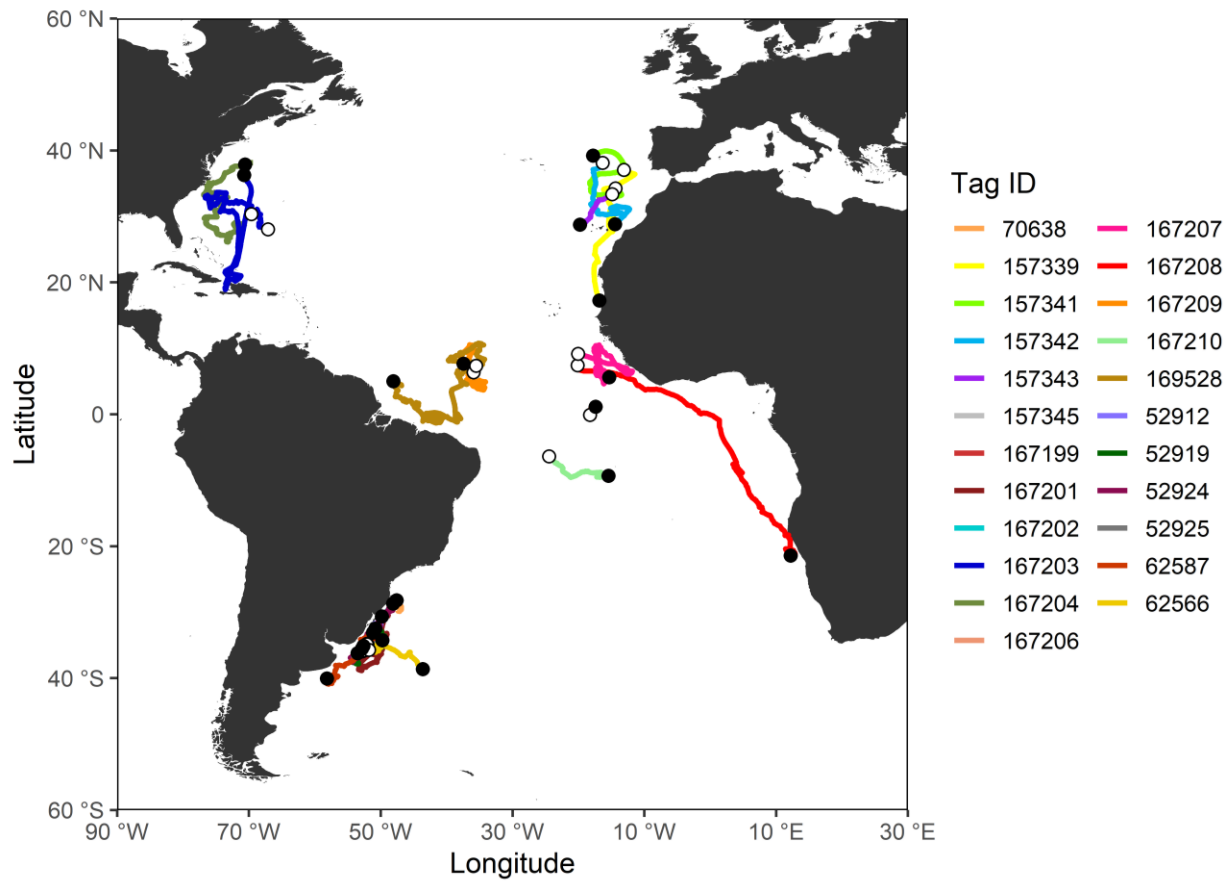 60 °N
40 °N
20 °N
0
20 °S
40 °S
60 °S
Latitude
90 °W
70 °W
50 °W
30 °W
10 °W
10 °E
30 °E
Longitude
Tag ID
70638
157339
157341
157342
157343
157345
167199
167201
167202
167203
167204
167206
167207
167208
167209
167210
169528
52912
52919
52924
52925
62587
62566